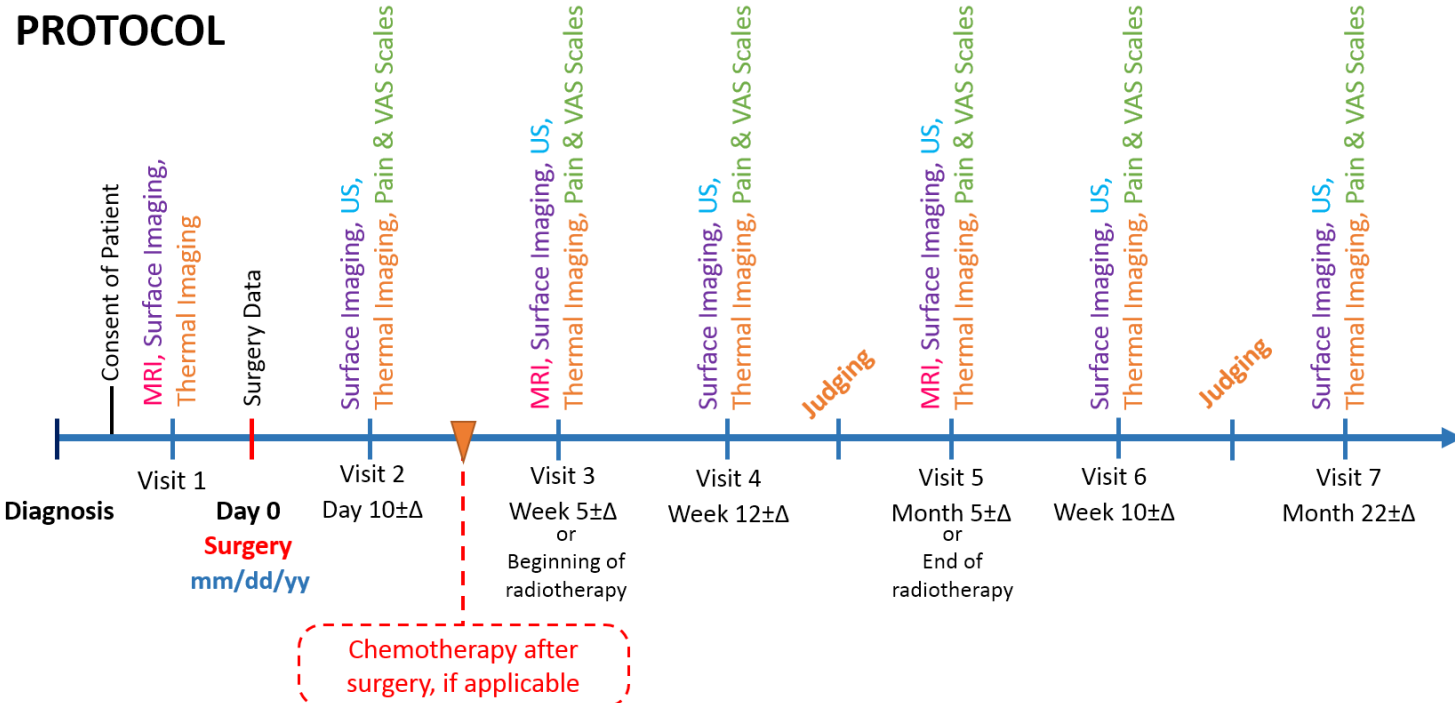 PROTOCOL
Consent of Patient
MRI, Surface Imaging,
Thermal Imaging
Surgery Data
Surface Imaging, US,
Thermal Imaging, Pain & VAS Scales
MRI, Surface Imaging, US,
Thermal Imaging, Pain & VAS Scales
Surface Imaging, US,
Thermal Imaging, Pain & VAS Scales
Judging
MRI, Surface Imaging, US,
Thermal Imaging, Pain & VAS Scales
Surface Imaging, US,
Thermal Imaging, Pain & VAS Scales
Judging
Surface Imaging, US,
Thermal Imaging, Pain & VAS Scales
Diagnosis
Visit 1
Day 0
Surgery
mm/dd/yy
Visit 2
Day 10±Δ
Chemotherapy after
surgery, if applicable
Visit 3
Week 5±Δ
or
Beginning of
radiotherapy
Visit 4
Week 12±Δ
Visit 5
Month 5±Δ
or
End of
radiotherapy
Visit 6
Week 10±Δ
Visit 7
Month 22±Δ